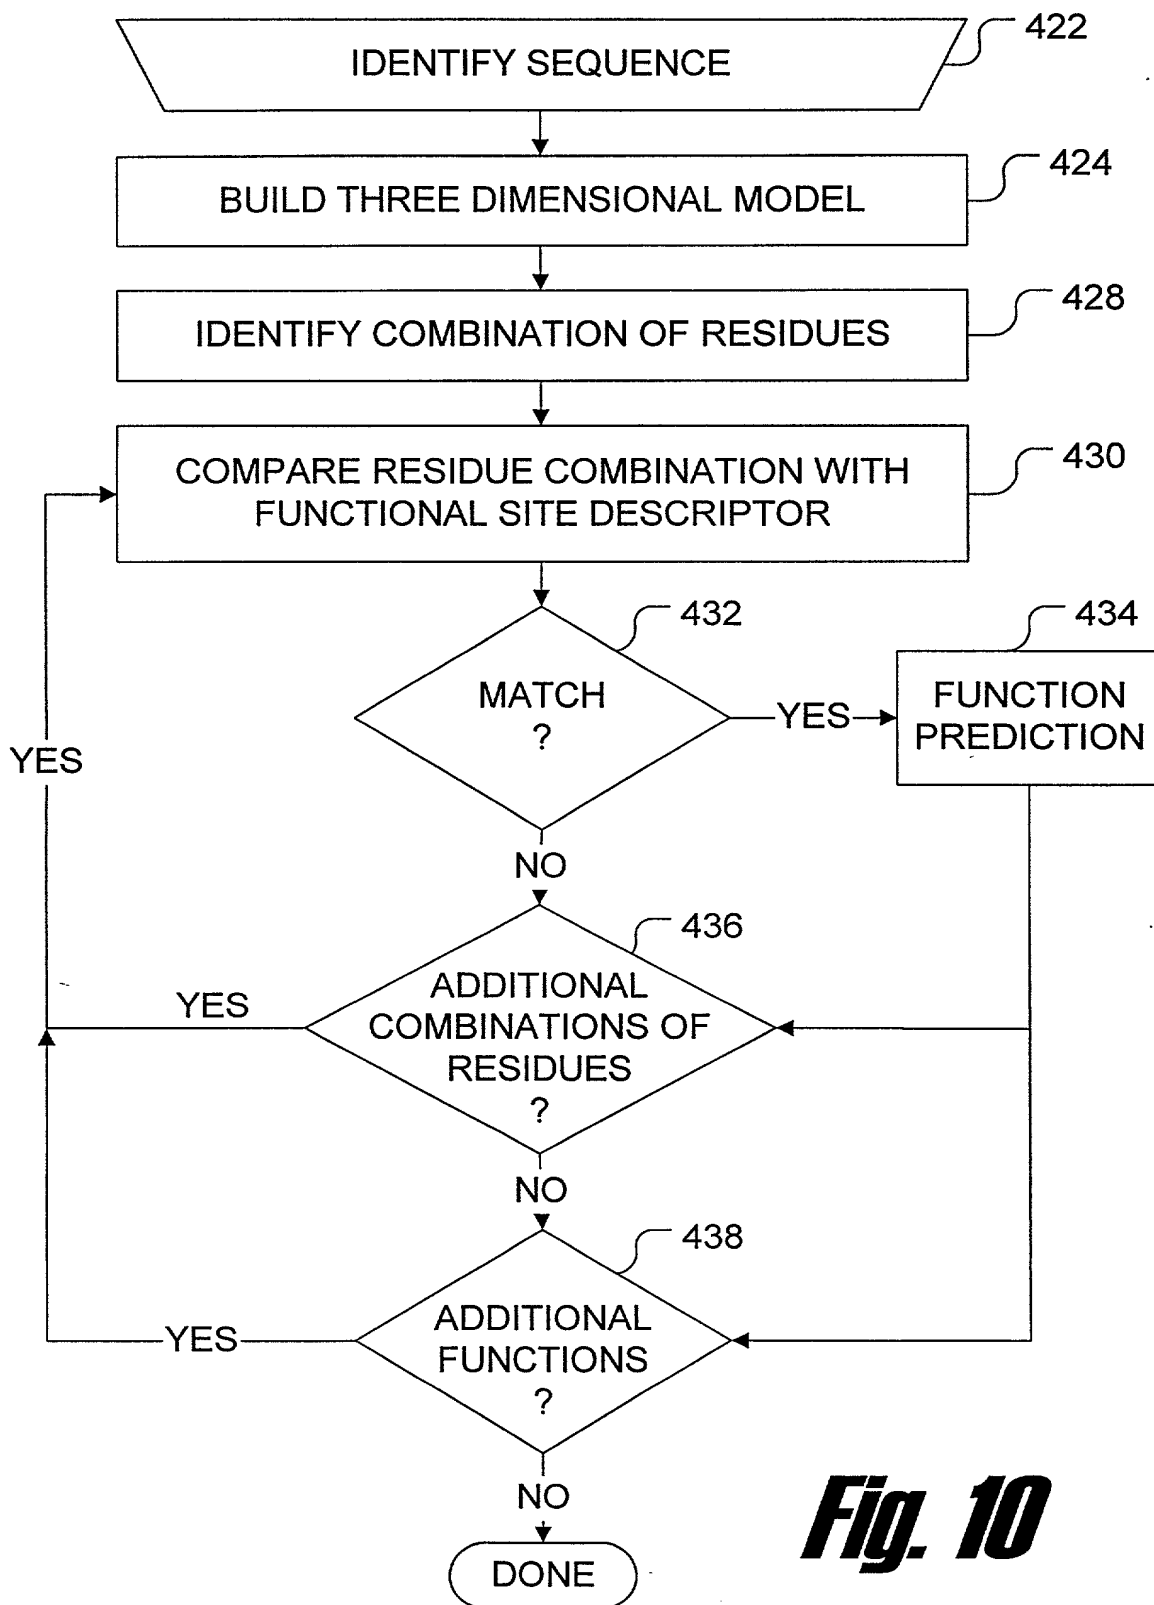 IDENTIFY SEQUENCE
422
BUILD THREE DIMENSIONAL MODEL
424
IDENTIFY COMBINATION OF RESIDUES
428
COMPARE RESIDUE COMBINATION WITH
FUNCTIONAL SITE DESCRIPTOR
430
MATCH
?
432
YES
FUNCTION
PREDICTION
434
YES
NO
ADDITIONAL
COMBINATIONS OF
RESIDUES
?
436
YES
NO
ADDITIONAL
FUNCTIONS
?
438
YES
NO
DONE
Fig. 10